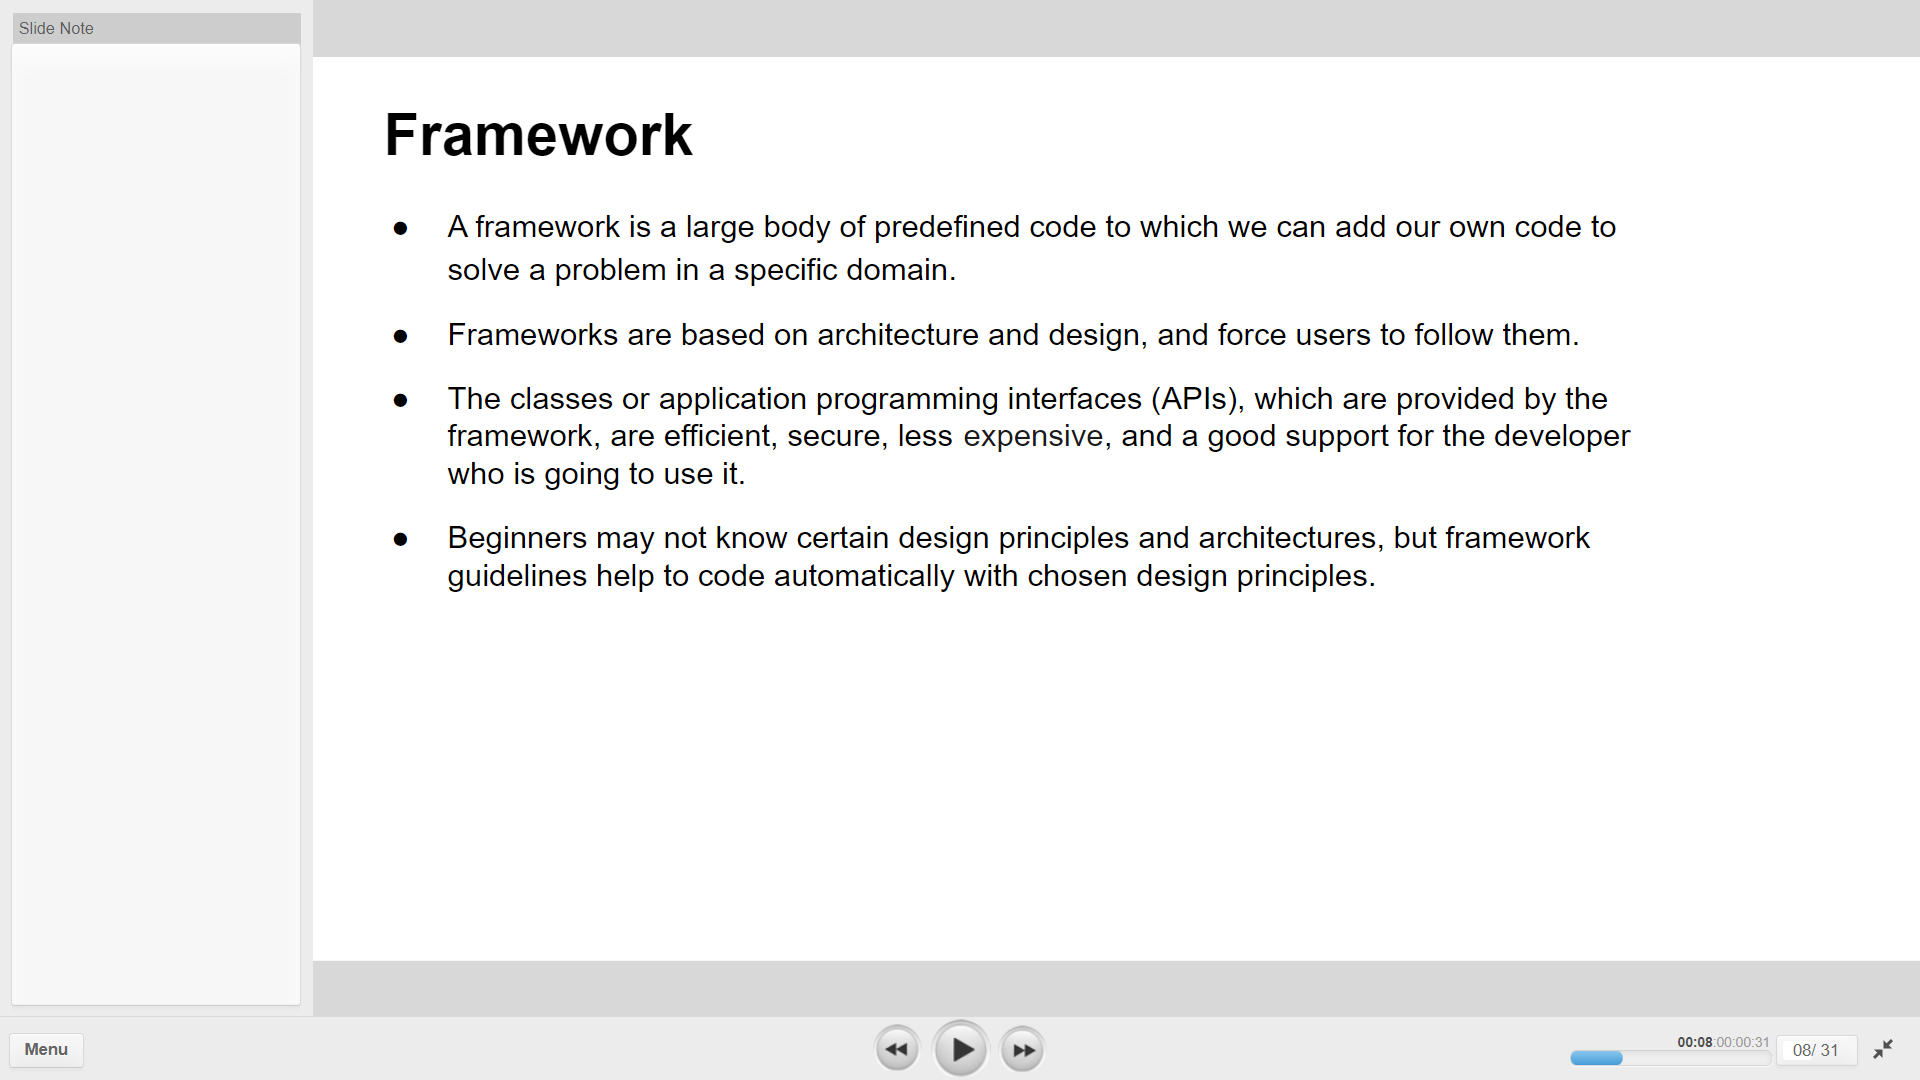 Slide Note
Framework
● A framework is a large body of predefined code to which we can add our own code to
solve a problem in a specific domain.
● Frameworks are based on architecture and design, and force users to follow them.
● The classes or application programming interfaces (APIs), which are provided by the
framework, are efficient, secure, less expensive, and a good support for the developer
who is going to use it.
● Beginners may not know certain design principles and architectures, but framework
guidelines help to code automatically with chosen design principles.
Menu
00:08:00:00:31
08/ 31